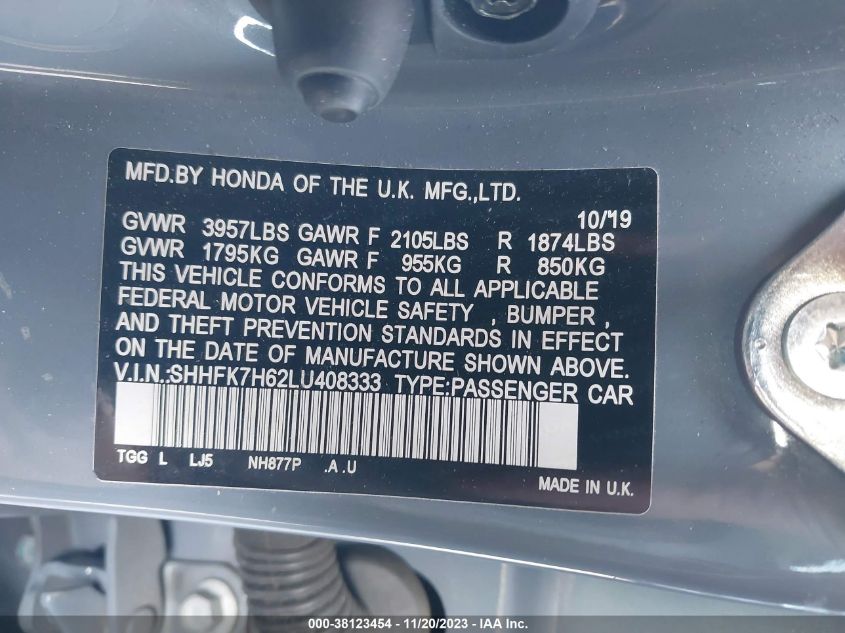 MFD.BY HONDA OF THE U.K. MFG.,LTD.
10/'19
GVWR 3957LBS GAWR F 2105LBS R 1874LBS
GVWR 1795KG GAWR F 955KG R 850KG
THIS VEHICLE CONFORMS TO ALL APPLICABLE
FEDERAL MOTOR VEHICLE SAFETY , BUMPER ,
AND THEFT PREVENTION STANDARDS IN EFFECT
ON THE DATE OF MANUFACTURE SHOWN ABOVE.
V.I.N.:SHHFK7H62LU408333 TYPE:PASSENGER CAR
TGG L LJ5 NH877P .A .U
MADE IN U.K.
000-38123454 - 11/20/2023 - IAA Inc.